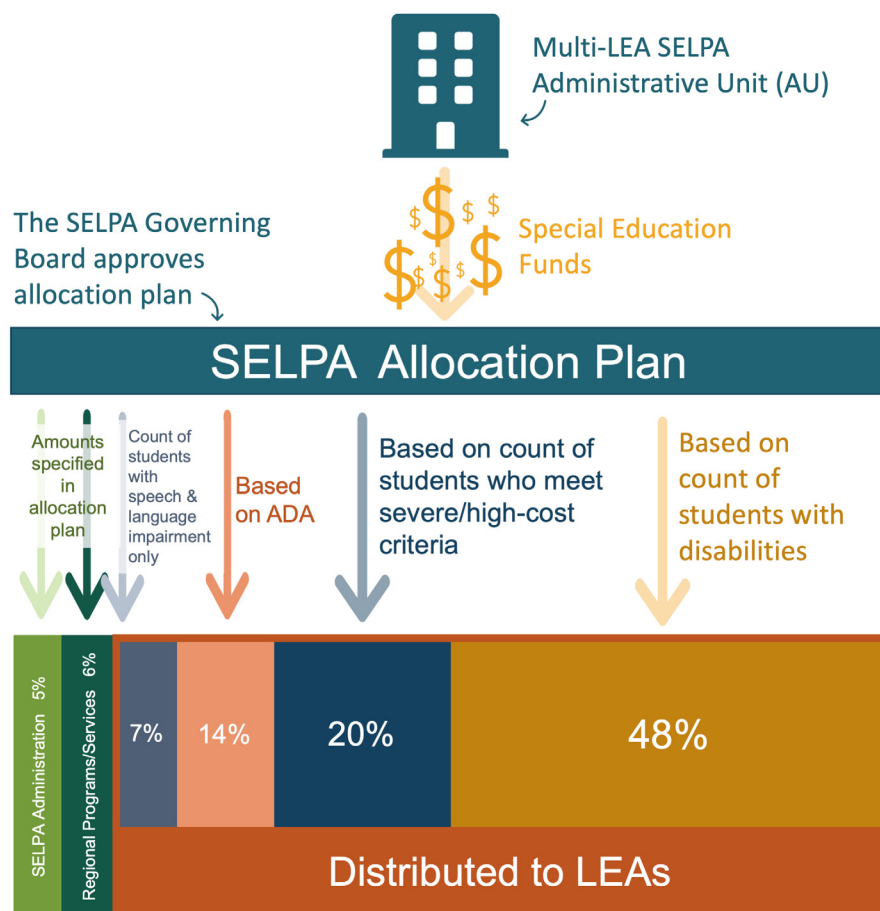 Multi-LEA SELPA
Administrative Unit (AU)
$ $ $ $ $ $ $ $ $ $
The SELPA Governing
Board approves
allocation plan
Special Education
Funds
SELPA Allocation Plan
Amounts
specified
in
allocation
plan
Count of
students
with
speech &
language
impairment
only
Based
on ADA
Based on count of
students who meet
severe/high-cost
criteria
Based on
count of
students with
disabilities
SELPA Administration 5%
Regional Programs/Services 6%
7%
14%
20%
48%
Distributed to LEAs